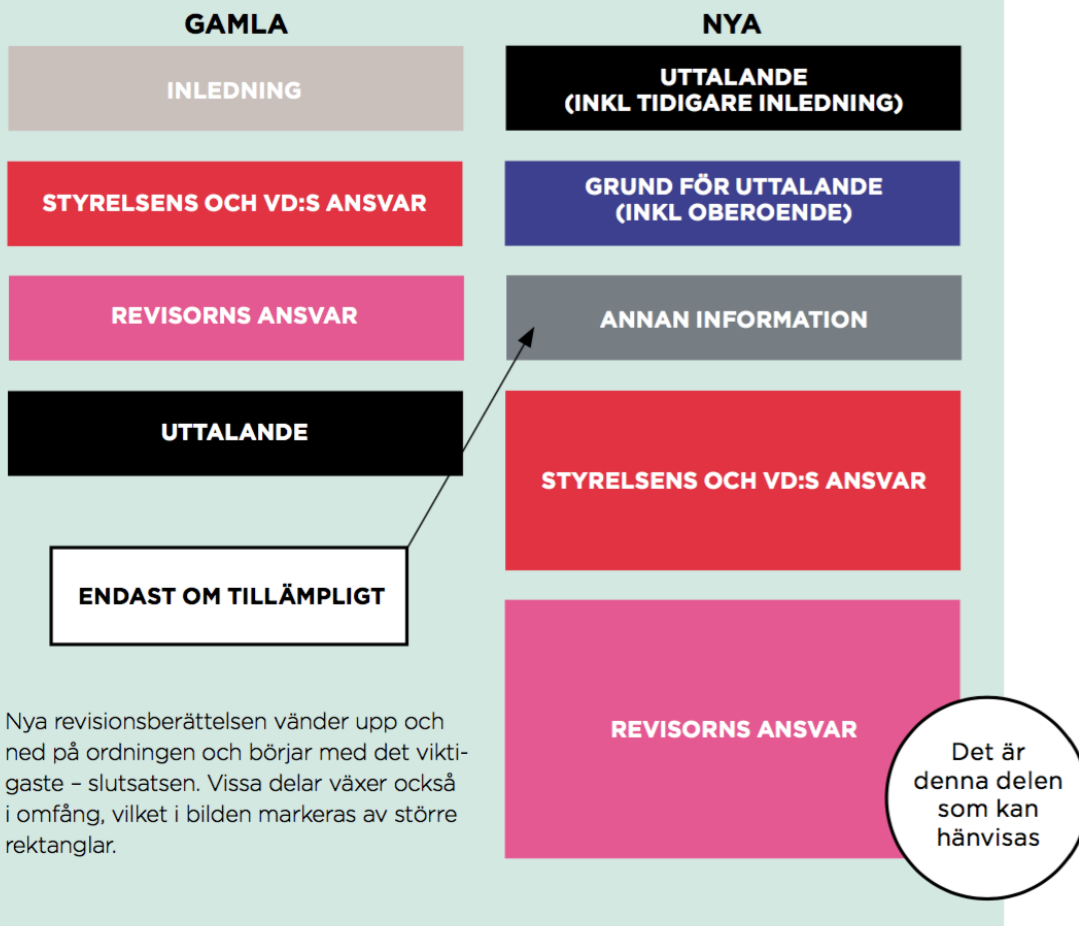 GAMLA
INLEDNING
STYRELSENS OCH VD:S ANSVAR
REVISORNS ANSVAR
UTTALANDE
ENDAST OM TILLÄMPLIGT
Nya revisionsberättelsen vänder upp och
ned på ordningen och börjar med det vikti-
gaste – slutsatsen. Vissa delar växer också
i omfång, vilket i bilden markeras av större
rektanglar.
NYA
UTTALANDE
(INKL TIDIGARE INLEDNING)
GRUND FÖR UTTALANDE
(INKL OBEROENDE)
ANNAN INFORMATION
STYRELSENS OCH VD:S ANSVAR
REVISORNS ANSVAR
Det är
denna delen
som kan
hänvisas